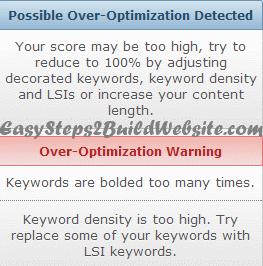 Possible Over-Optimization Detected
Your score may be too high, try to
reduce to 100% by adjusting
decorated keywords, keyword density
and LSIs or increase your content
length.
EasySteps2BuildWebsite.com
Over-Optimization Warning
Keywords are bolded too many times.
Keyword density is too high. Try
replace some of your keywords with
LSI keywords.